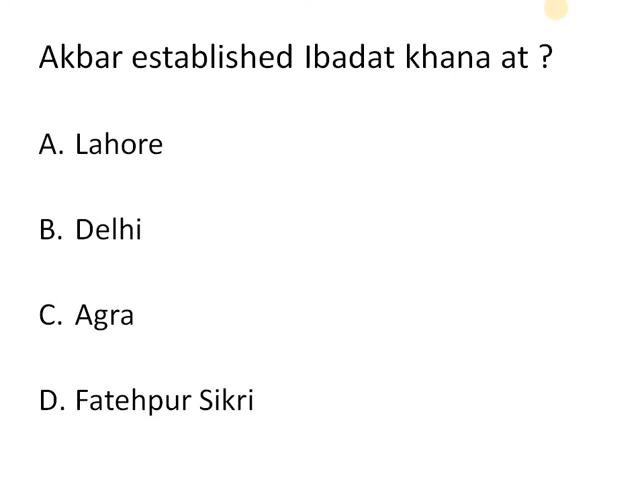 Akbar established Ibadat khana at ?
A. Lahore
B. Delhi
C. Agra
D. Fatehpur Sikri